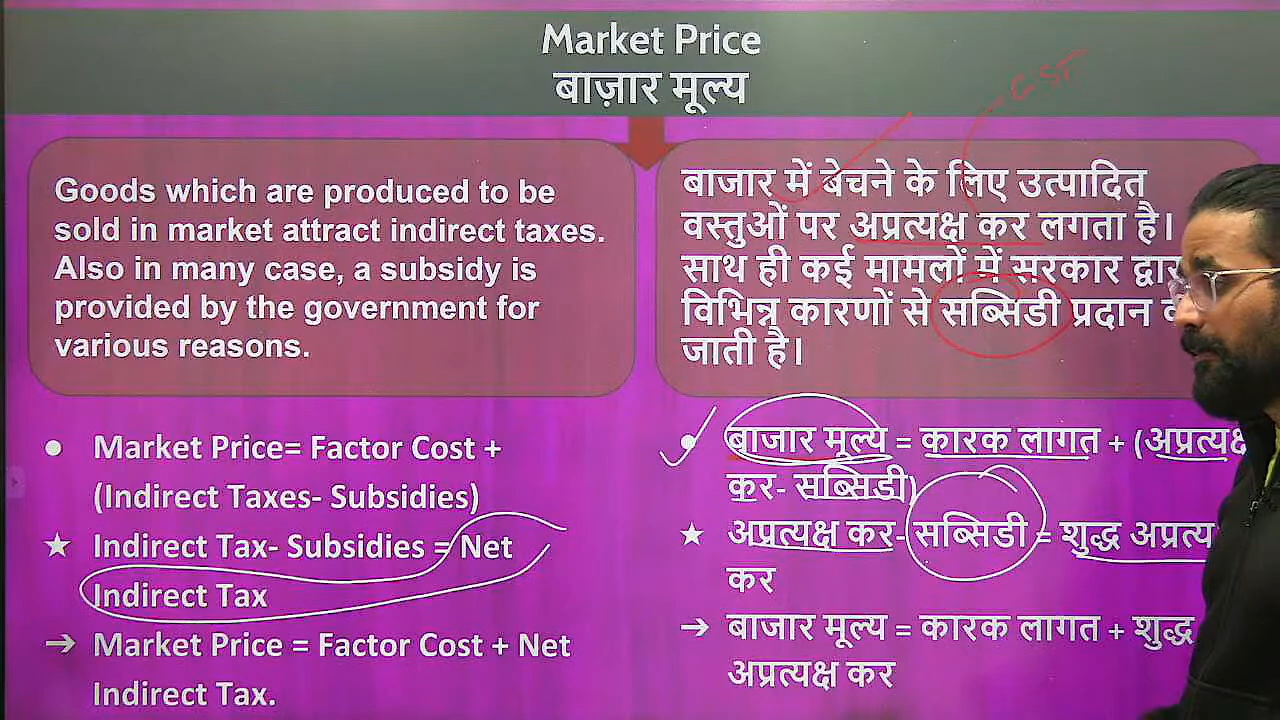 Market Price
बाज़ार मूल्य
GST
Goods which are produced to be
sold in market attract indirect taxes.
Also in many case, a subsidy is
provided by the government for
various reasons.
बाजार में बेचने के लिए उत्पादित
वस्तुओं पर अप्रत्यक्ष कर लगता है।
साथ ही कई मामलों में सरकार
विभिन्न कारणों से सब्सिडी प्रदान
जाती है।
● Market Price= Factor Cost +
(Indirect Taxes- Subsidies)
★ Indirect Tax- Subsidies = Net
Indirect Tax
➔ Market Price = Factor Cost + Net
Indirect Tax.
● बाजार मूल्य = कारक लागत + (अप्रत्यक्ष
कर- सब्सिडी)
★ अप्रत्यक्ष कर- सब्सिडी = शुद्ध
कर
➔ बाजार मूल्य = कारक लागत + शुद्ध
अप्रत्यक्ष कर